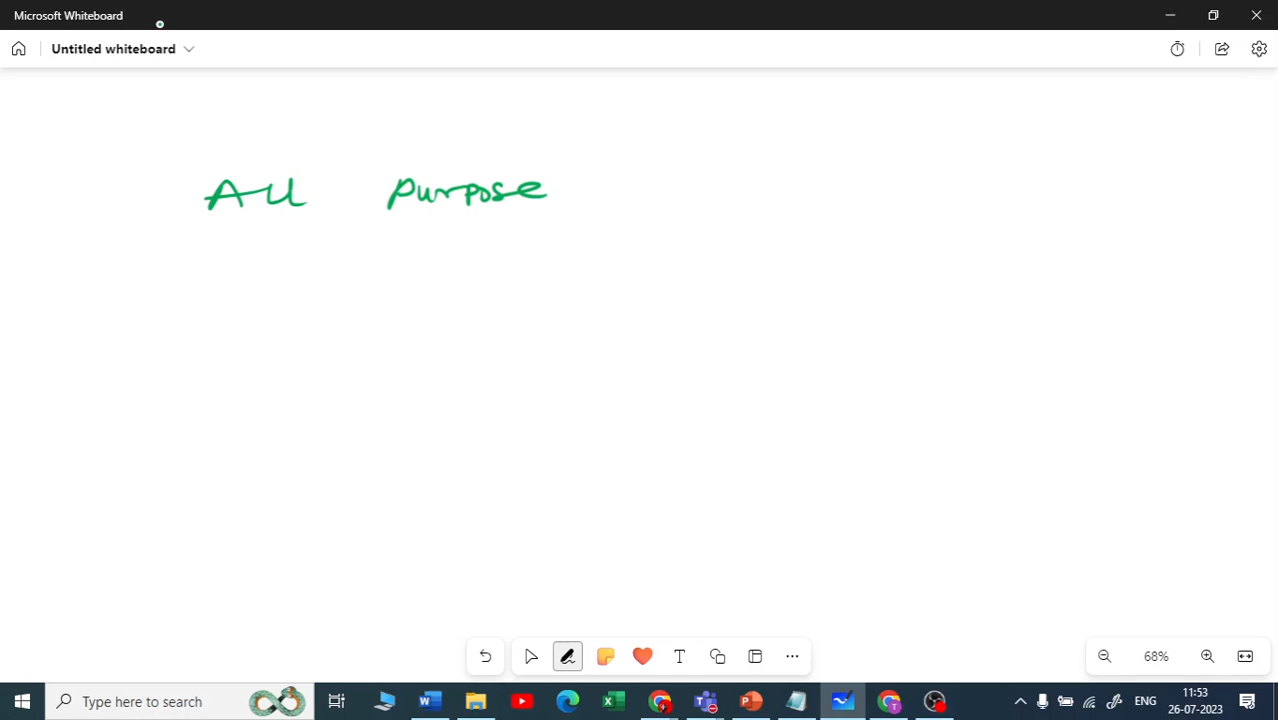 Microsoft Whiteboard
Untitled whiteboard
All Purpose
68%
Type here to search
ENG
11:53
26-07-2023